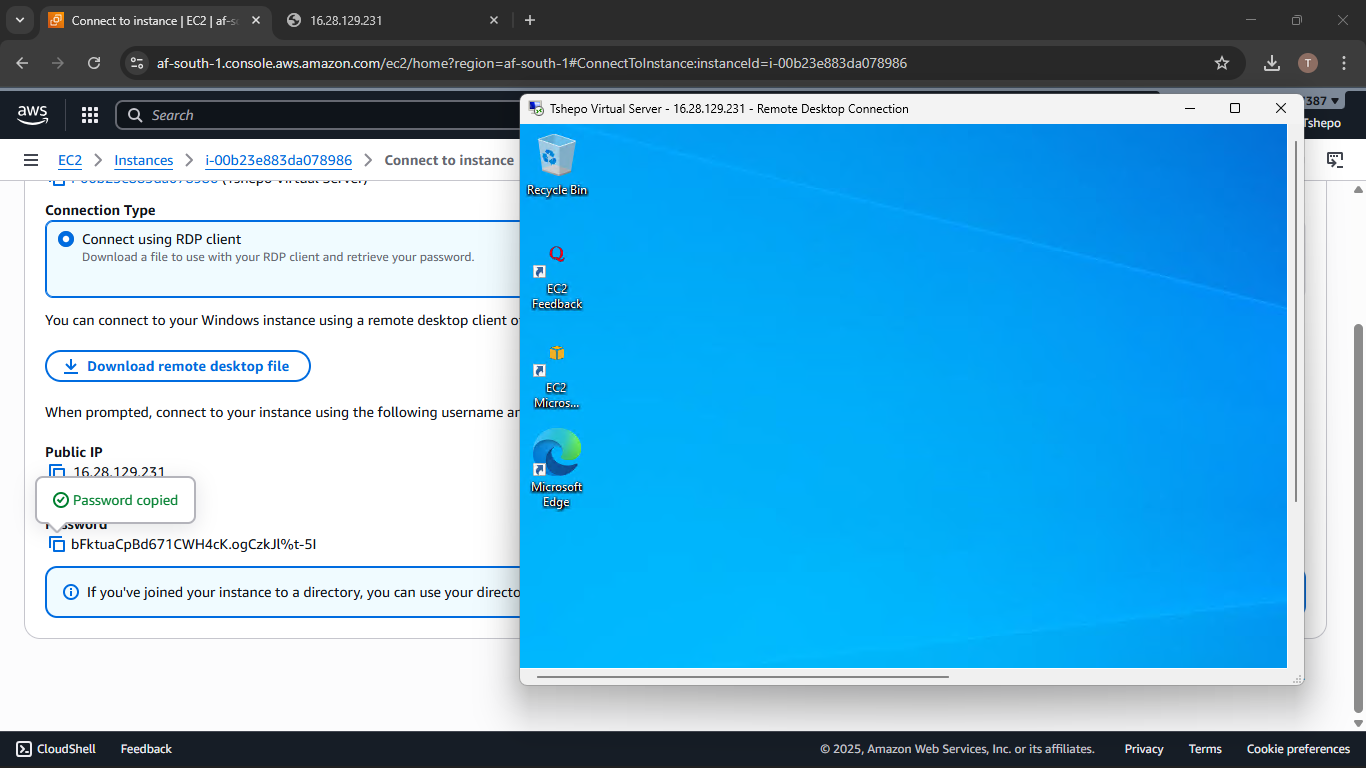 Connect to instance | EC2 | af-s
16.28.129.231
af-south-1.console.aws.amazon.com/ec2/home?region=af-south-1#ConnectToInstance:instanceId=i-00b23e883da078986
T
aws
Search
387
Tshepo
EC2
Instances
i-00b23e883da078986
Connect to instance
i-00b23e883da078986 (Tshepo Virtual Server)
Connection Type
Connect using RDP client
Download a file to use with your RDP client and retrieve your password.
You can connect to your Windows instance using a remote desktop client
Download remote desktop file
When prompted, connect to your instance using the following username
Public IP
16.28.129.231
Password copied
Password
bFktuaCpBd671CWH4cK.ogCzkJl%t-5I
If you've joined your instance to a directory, you can use your directo
Tshepo Virtual Server - 16.28.129.231 - Remote Desktop Connection
Recycle Bin
EC2
Feedback
EC2
Micros...
Microsoft
Edge
CloudShell
Feedback
© 2025, Amazon Web Services, Inc. or its affiliates.
Privacy
Terms
Cookie preferences